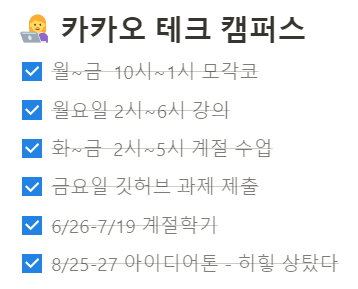 카카오 테크 캠퍼스
월~금 10시~1시 모각코
월요일 2시~6시 강의
화~금 2시~5시 계절 수업
금요일 깃허브 과제 제출
6/26-7/19 계절학기
8/25-27 아이디어톤 - 히힣 상탔다